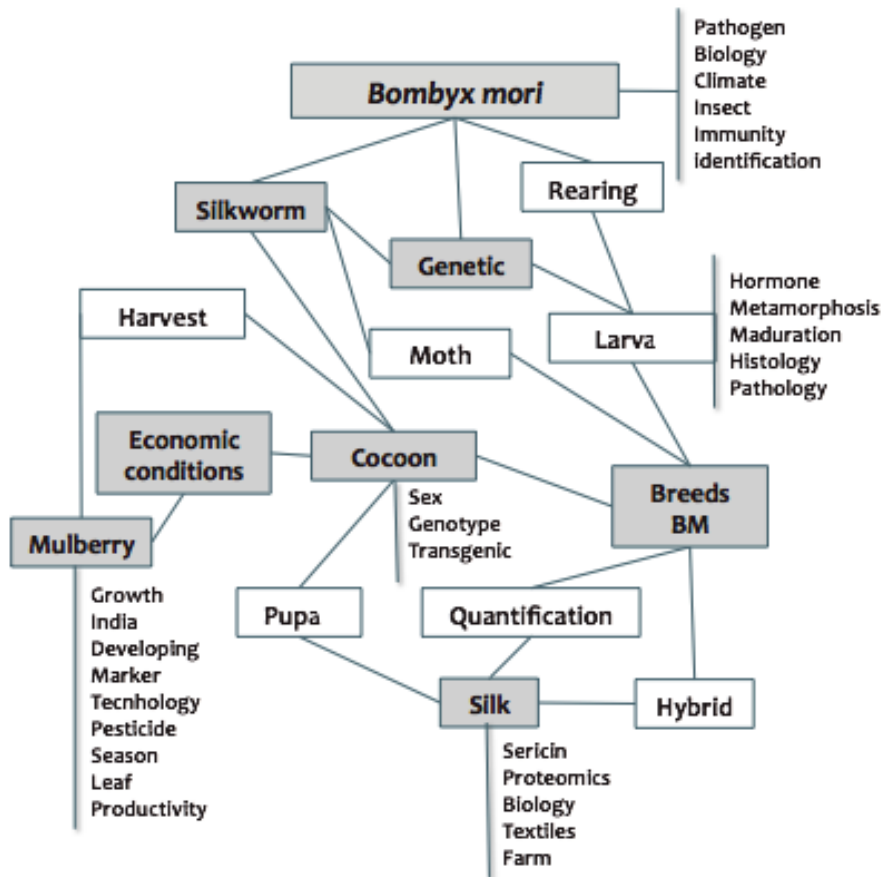 Pathogen
Biology
Climate
Insect
Immunity
identification
Bombyx mori
Rearing
Silkworm
Genetic
Hormone
Metamorphosis
Maduration
Histology
Pathology
Harvest
Moth
Larva
Economic
conditions
Cocoon
Sex
Genotype
Transgenic
Breeds
BM
Mulberry
Growth
India
Developing
Marker
Tecnhology
Pesticide
Season
Leaf
Productivity
Pupa
Quantification
Silk
Hybrid
Sericin
Proteomics
Biology
Textiles
Farm